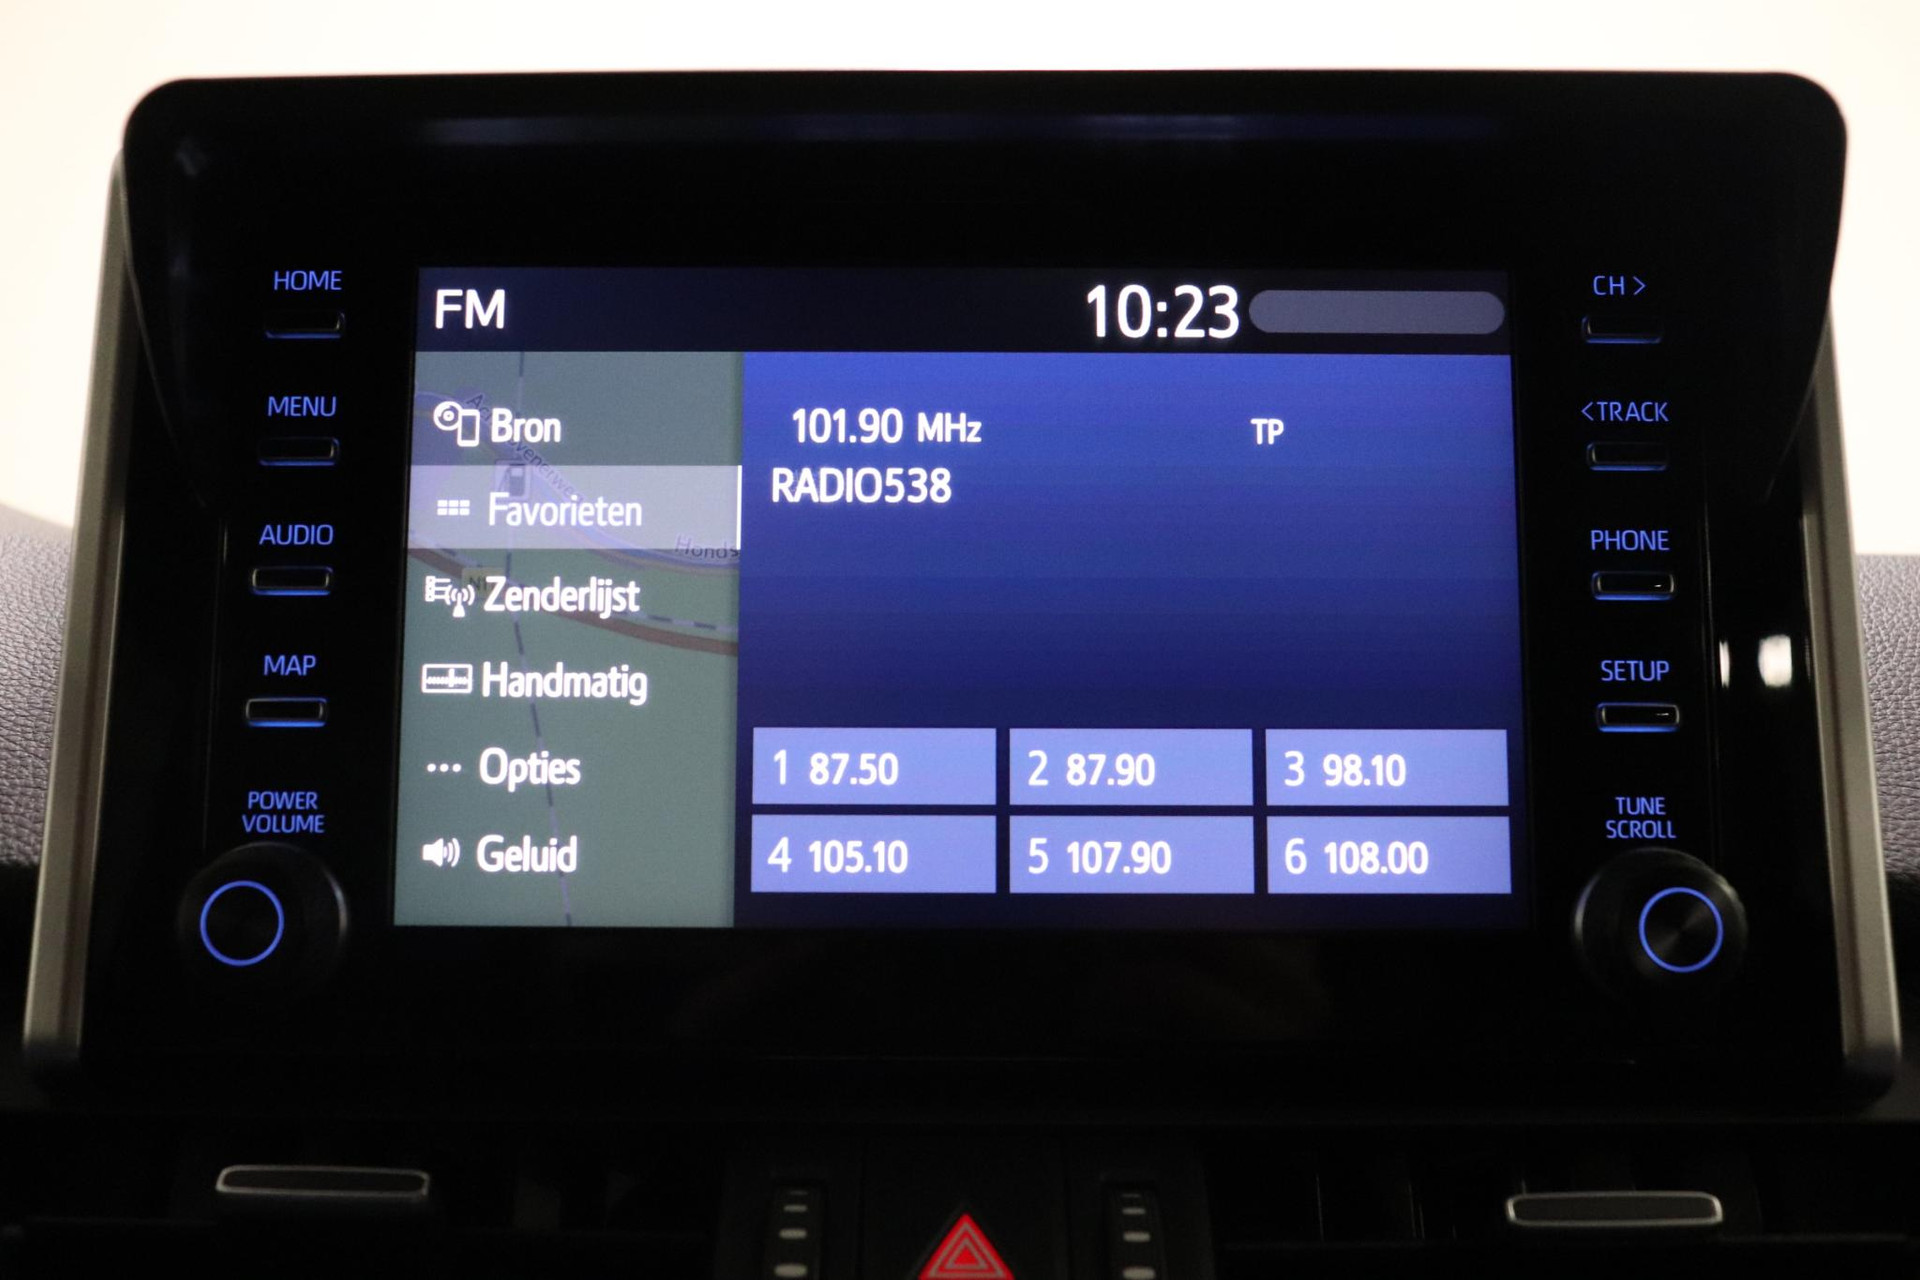 HOME
MENU
AUDIO
MAP
POWER
VOLUME
FM
10:23
Bron
Favorieten
Zenderlijst
Handmatig
Opties
Geluid
101.90 MHz
TP
RADIO538
1 87.50
2 87.90
3 98.10
4 105.10
5 107.90
6 108.00
CH >
<TRACK
PHONE
SETUP
TUNE
SCROLL